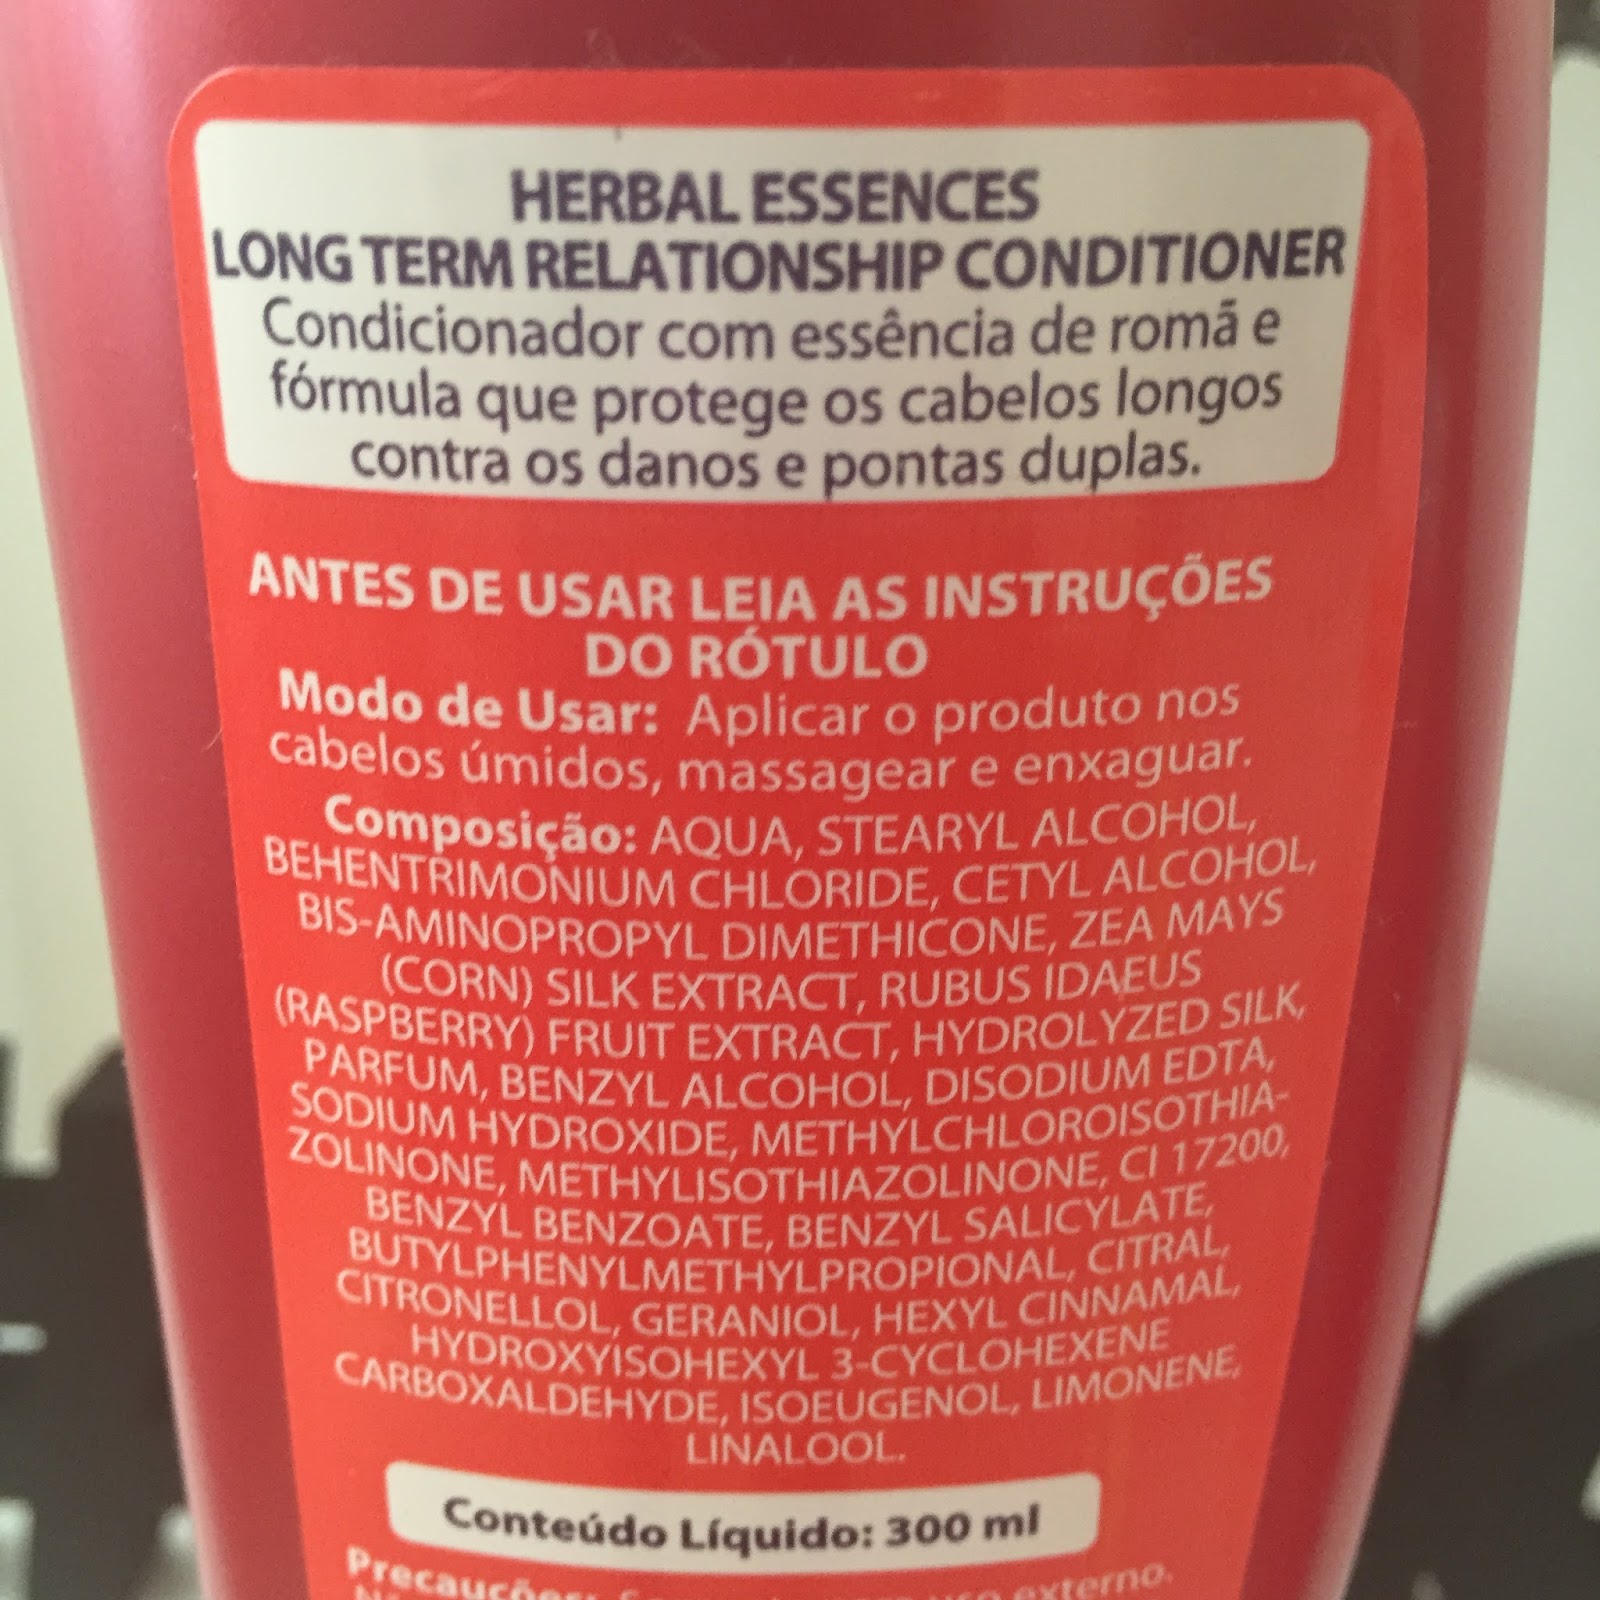 HERBAL ESSENCES
LONG TERM RELATIONSHIP CONDITIONER
Condicionador com essência de romã e
fórmula que protege os cabelos longos
contra os danos e pontas duplas.
ANTES DE USAR LEIA AS INSTRUÇÕES
DO RÓTULO
Modo de Usar: Aplicar o produto nos
cabelos úmidos, massagear e enxaguar.
Composição: AQUA, STEARYL ALCOHOL,
BEHENTRIMONIUM CHLORIDE, CETYL ALCOHOL,
BIS-AMINOPROPYL DIMETHICONE, ZEA MAYS
(CORN) SILK EXTRACT, RUBUS IDAEUS
(RASPBERRY) FRUIT EXTRACT, HYDROLYZED SILK,
PARFUM, BENZYL ALCOHOL, DISODIUM EDTA,
SODIUM HYDROXIDE, METHYLCHLOROISOTHIA-
ZOLINONE, METHYLISOTHIAZOLINONE, CI 17200,
BENZYL BENZOATE, BENZYL SALICYLATE,
BUTYLPHENYLMETHYLPROPIONAL, CITRAL,
CITRONELLOL, GERANIOL, HEXYL CINNAMAL,
HYDROXYISOHEXYL 3-CYCLOHEXENE
CARBOXALDEHYDE, ISOEUGENOL, LIMONENE,
LINALOOL.
Conteúdo Líquido: 300 ml
Precauções: uso externo.